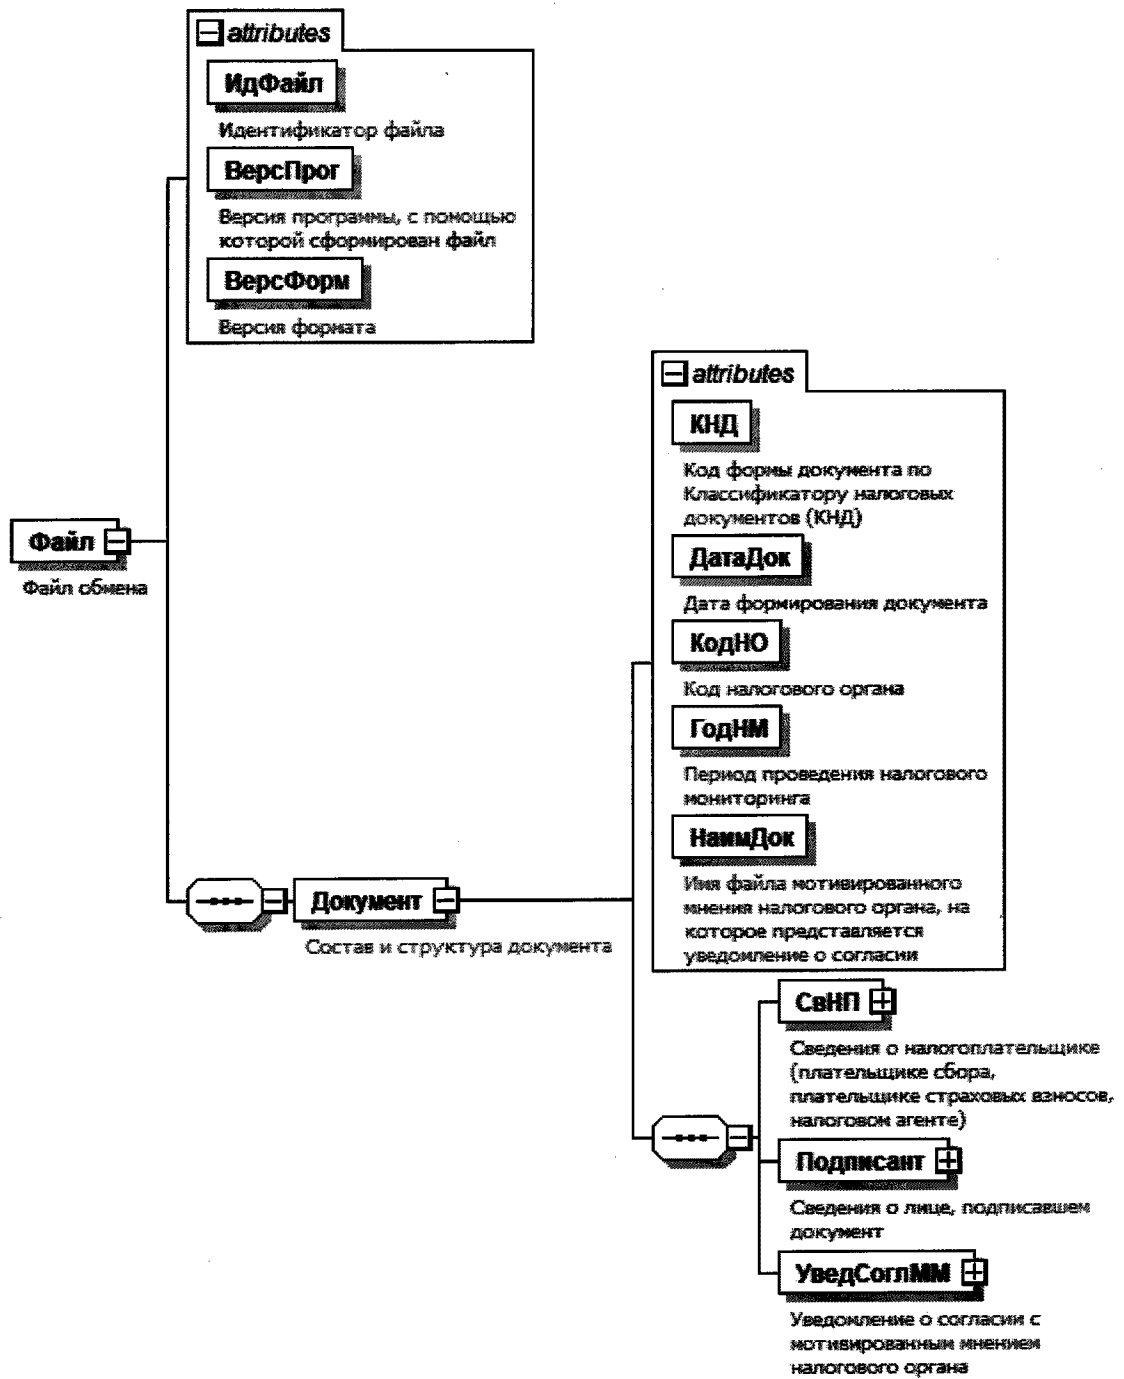 attributes
ИдФайл
Идентификатор файла
ВерсПрог
Версия программы, с помощью
которой сформирован файл
ВерсФорм
Версия формата
Файл
Файл обмена
Документ
Состав и структура документа
attributes
КНД
Код формы документа по
Классификатору налоговых
документов (КНД)
ДатаДок
Дата формирования документа
КодНО
Код налогового органа
ГодНМ
Период проведения налогового
мониторинга
НаимДок
Имя файла мотивированного
мнения налогового органа, на
которое представляется
уведомление о согласии
СвНП
Сведения о налогоплательщике
(плательщике сбора,
плательщике страховых взносов,
налоговом агенте)
Подписант
Сведения о лице, подписавшем
документ
УведСоглММ
Уведомление о согласии с
мотивированным мнением
налогового органа